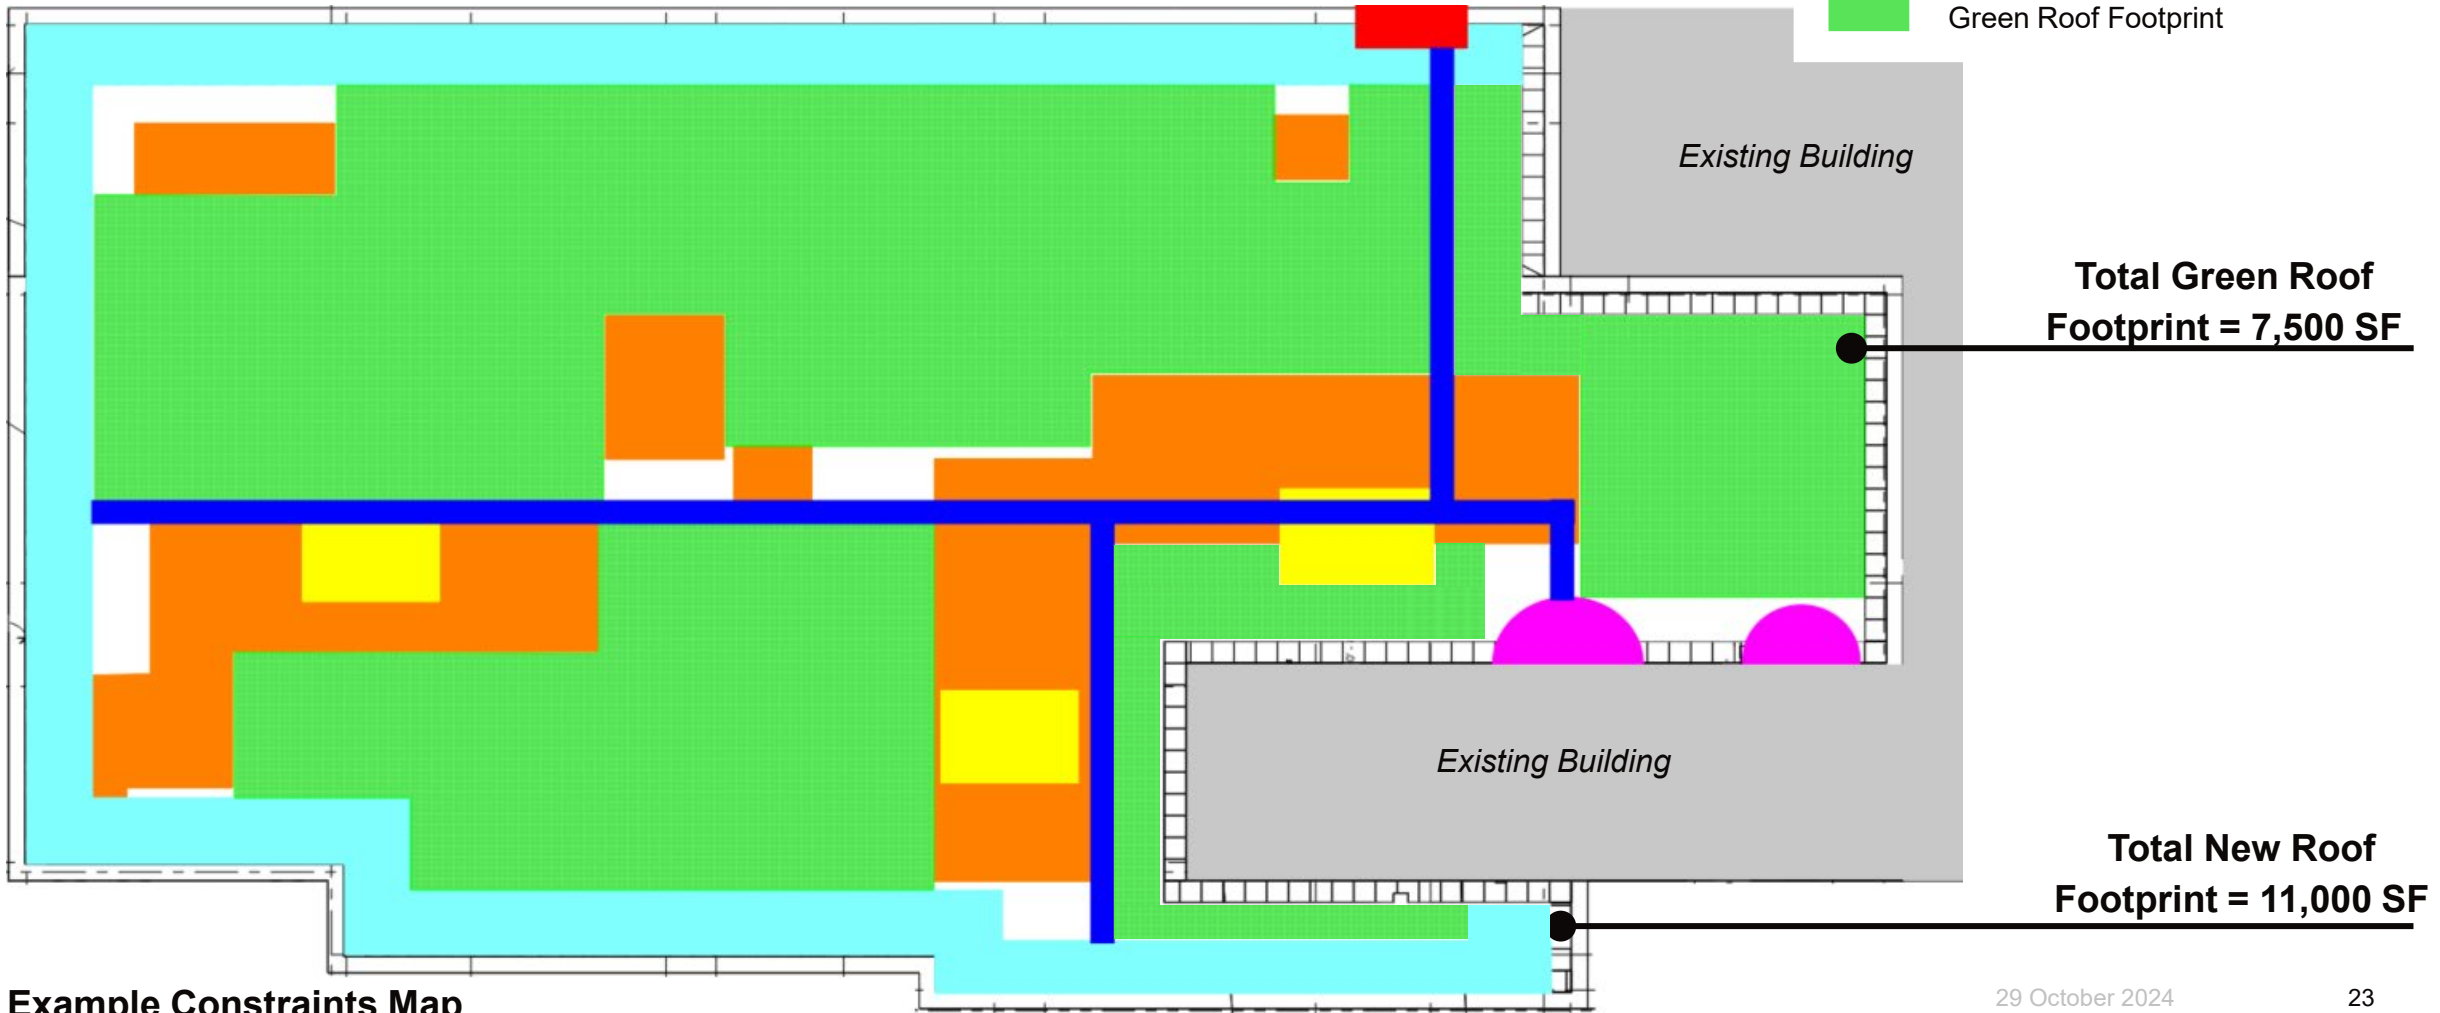 Green Roof Footprint
Existing Building
Total Green Roof
Footprint = 7,500 SF
Existing Building
Total New Roof
Footprint = 11,000 SF
Example Constraints Map
29 October 2024
23